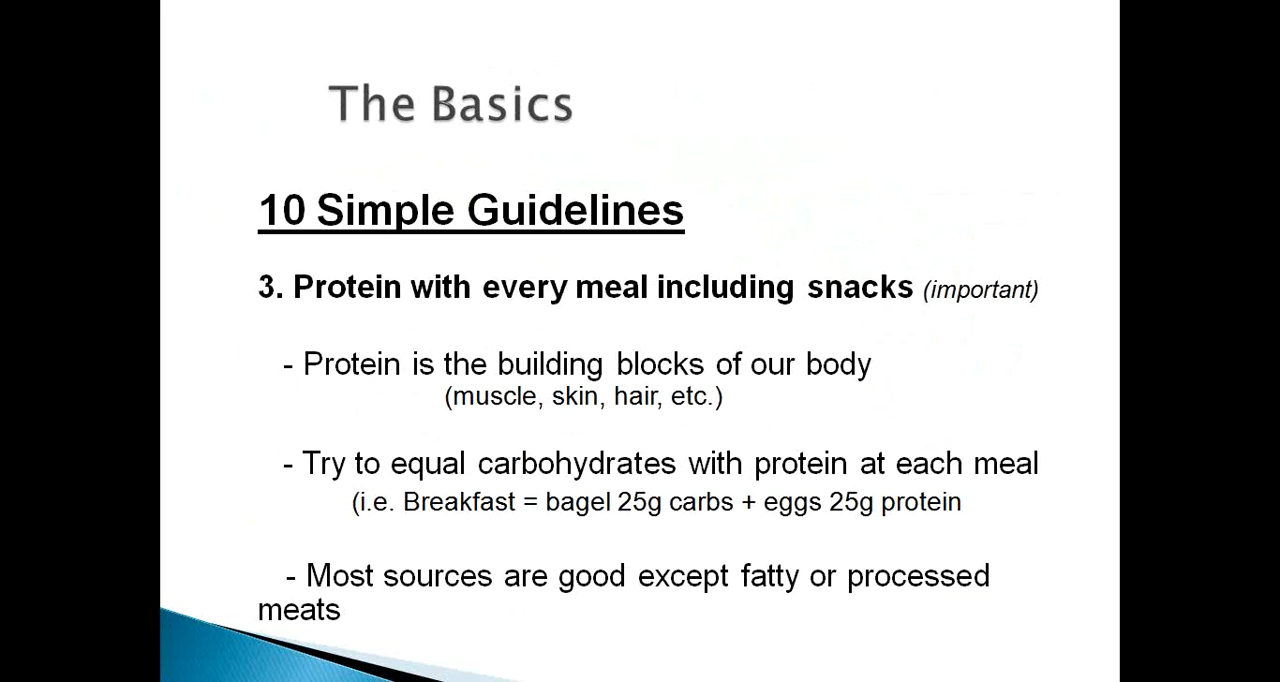 The Basics
10 Simple Guidelines
3. Protein with every meal including snacks (important)
- Protein is the building blocks of our body
(muscle, skin, hair, etc.)
- Try to equal carbohydrates with protein at each meal
(i.e. Breakfast = bagel 25g carbs + eggs 25g protein
- Most sources are good except fatty or processed
meats